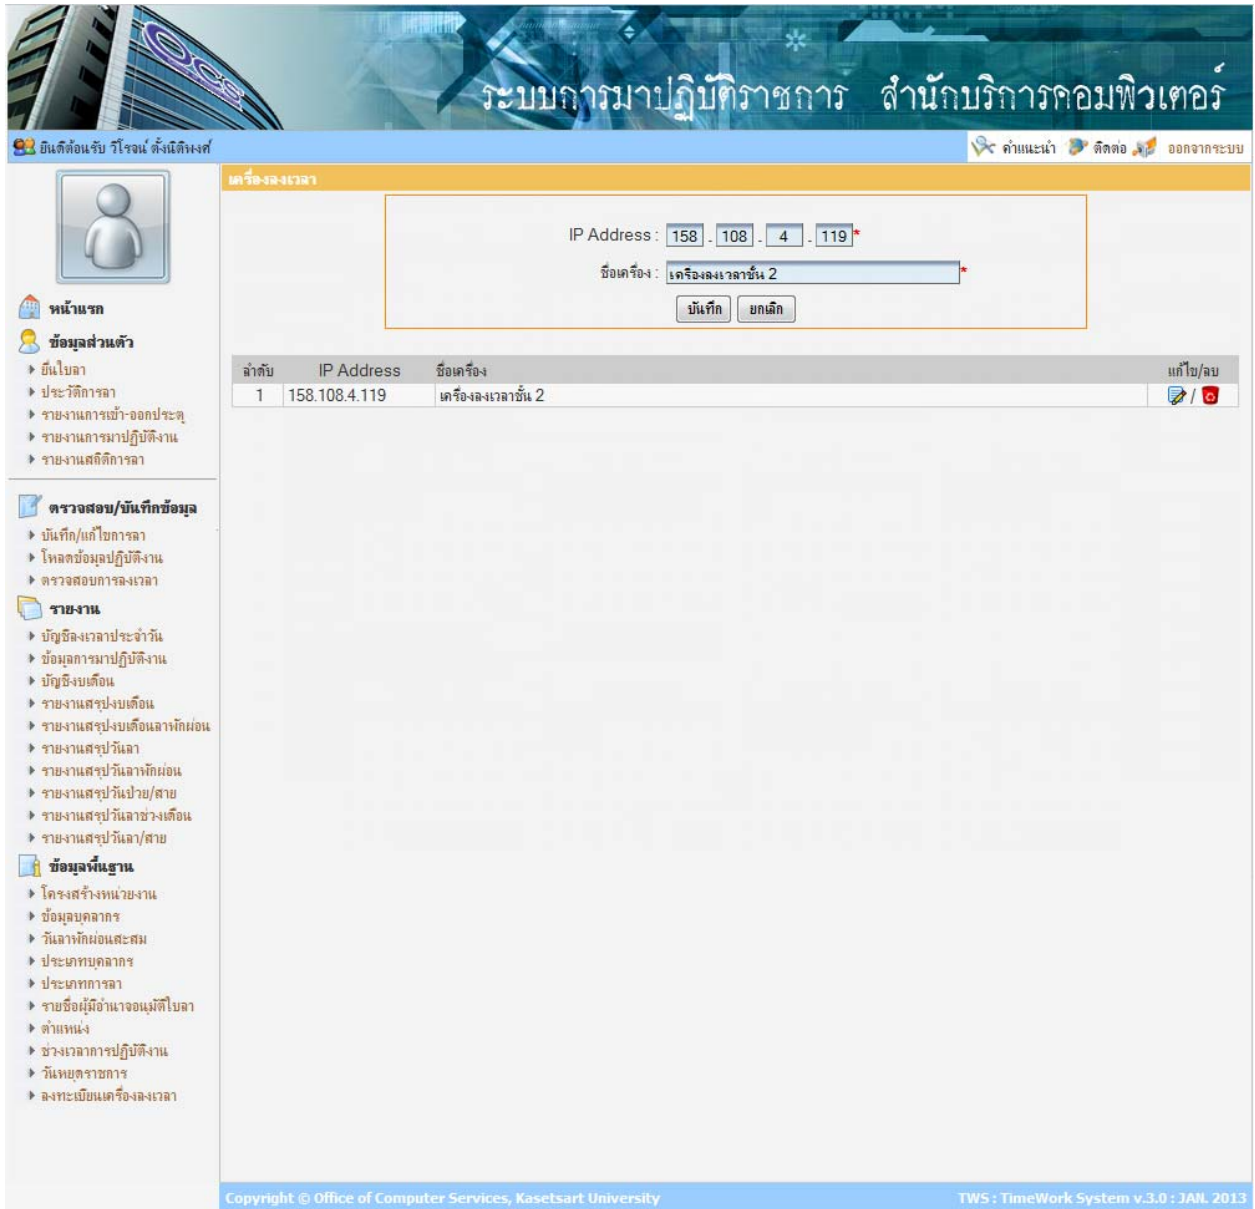 OCS
ระบบการมาปฏิบัติราชการ สำนักบริการคอมพิวเตอร์
ยินดีต้อนรับ วิโรจน์ ตั้งนิติพงศ์
คำแนะนำ ติดต่อ ออกจากระบบ
เครื่องลงเวลา
IP Address : 158 . 108 . 4 . 119 *
ชื่อเครื่อง : เครื่องลงเวลาชั้น 2 *
บันทึก ยกเลิก
ลำดับ IP Address ชื่อเครื่อง แก้ไข/ลบ
1 158.108.4.119 เครื่องลงเวลาชั้น 2 /
หน้าแรก
ข้อมูลส่วนตัว
ยื่นใบลา
ประวัติการลา
รายงานการเข้า-ออกประตู
รายงานการมาปฏิบัติงาน
รายงานสถิติการลา
ตรวจสอบ/บันทึกข้อมูล
บันทึก/แก้ไขการลา
โหลดข้อมูลปฏิบัติงาน
ตรวจสอบการลงเวลา
รายงาน
บัญชีลงเวลาประจำวัน
ข้อมูลการมาปฏิบัติงาน
บัญชีงบเดือน
รายงานสรุปงบเดือน
รายงานสรุปงบเดือนลาพักผ่อน
รายงานสรุปวันลา
รายงานสรุปวันลาพักผ่อน
รายงานสรุปวันป่วย/สาย
รายงานสรุปวันลาช่วงเดือน
รายงานสรุปวันลา/สาย
ข้อมูลพื้นฐาน
โครงสร้างหน่วยงาน
ข้อมูลบุคลากร
วันลาพักผ่อนสะสม
ประเภทบุคลากร
ประเภทการลา
รายชื่อผู้มีอำนาจอนุมัติใบลา
ตำแหน่ง
ช่วงเวลาการปฏิบัติงาน
วันหยุดราชการ
ลงทะเบียนเครื่องลงเวลา
Copyright © Office of Computer Services, Kasetsart University TWS : TimeWork System v.3.0 : JAN. 2013